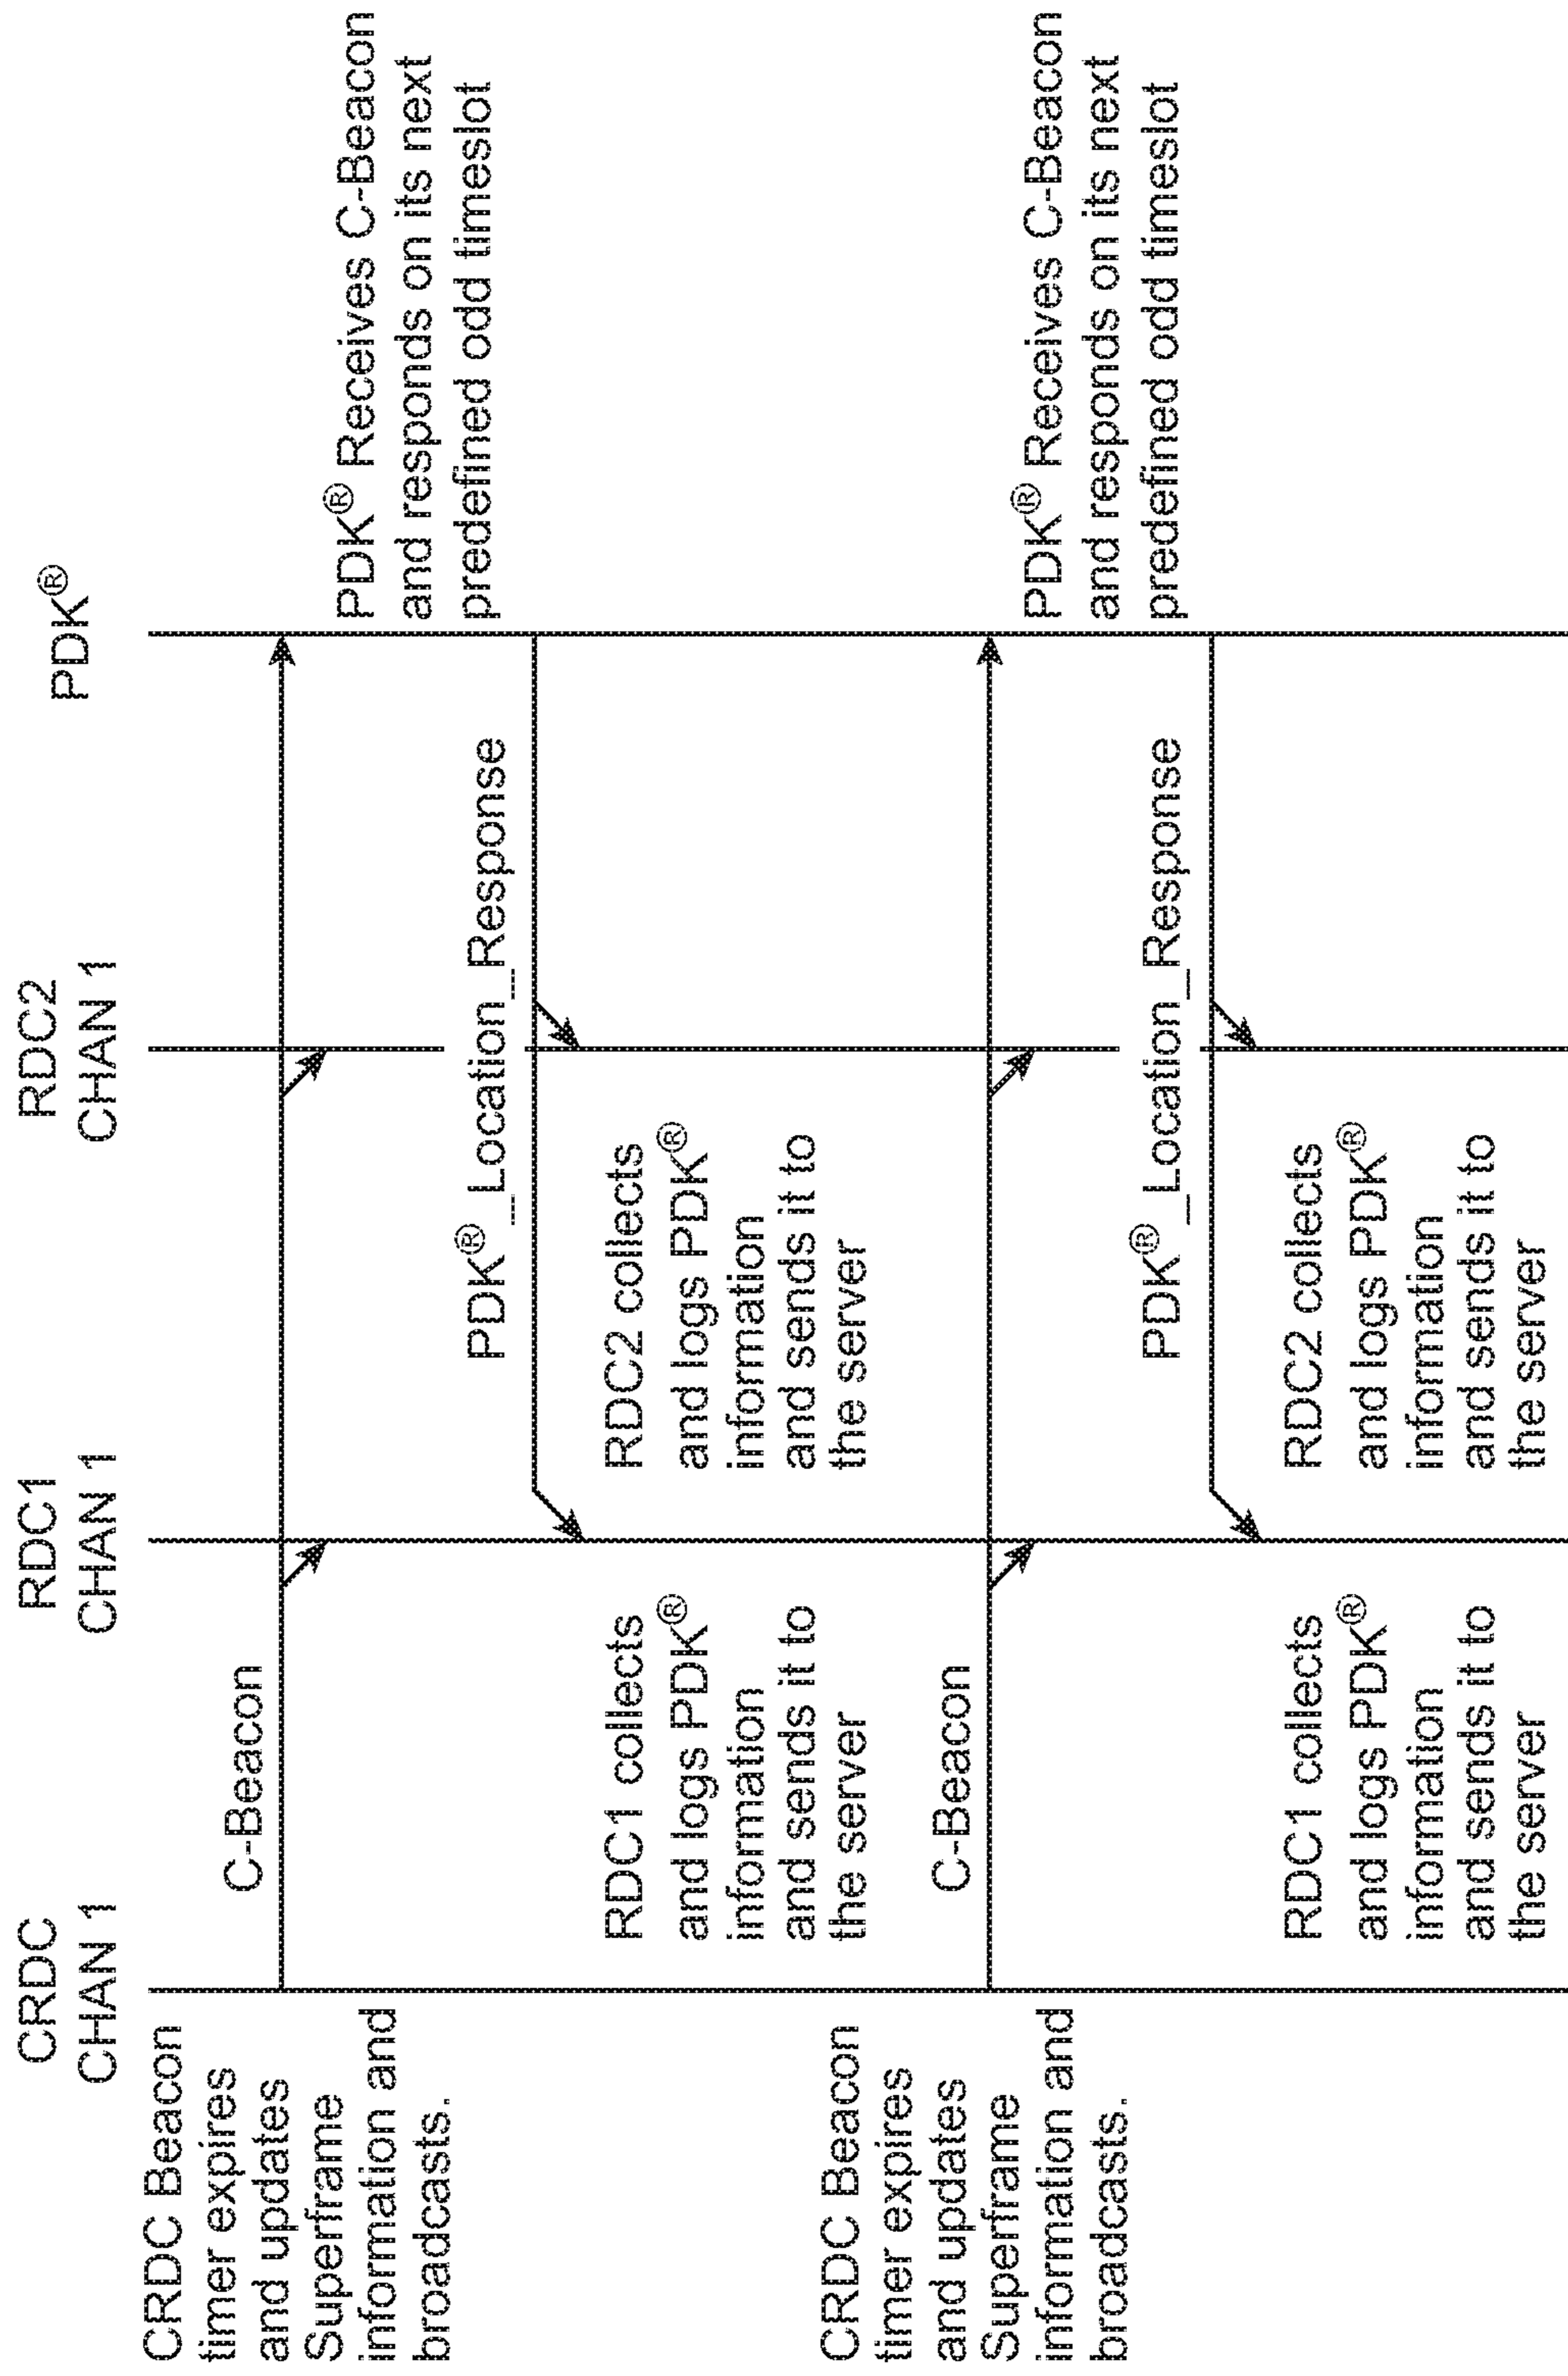 CRDC
CHAN 1
RDC1
CHAN 1
RDC2
CHAN 1
PDK®
CRDC Beacon
timer expires
and updates
Superframe
information and
broadcasts.
C-Beacon
PDK® Receives C-Beacon
and responds on its next
predefined odd timeslot
PDK®_Location_Response
RDC1 collects
and logs PDK®
information
and sends it to
the server
RDC2 collects
and logs PDK®
information
and sends it to
the server
CRDC Beacon
timer expires
and updates
Superframe
information and
broadcasts.
C-Beacon
PDK® Receives C-Beacon
and responds on its next
predefined odd timeslot
PDK®_Location_Response
RDC1 collects
and logs PDK®
information
and sends it to
the server
RDC2 collects
and logs PDK®
information
and sends it to
the server